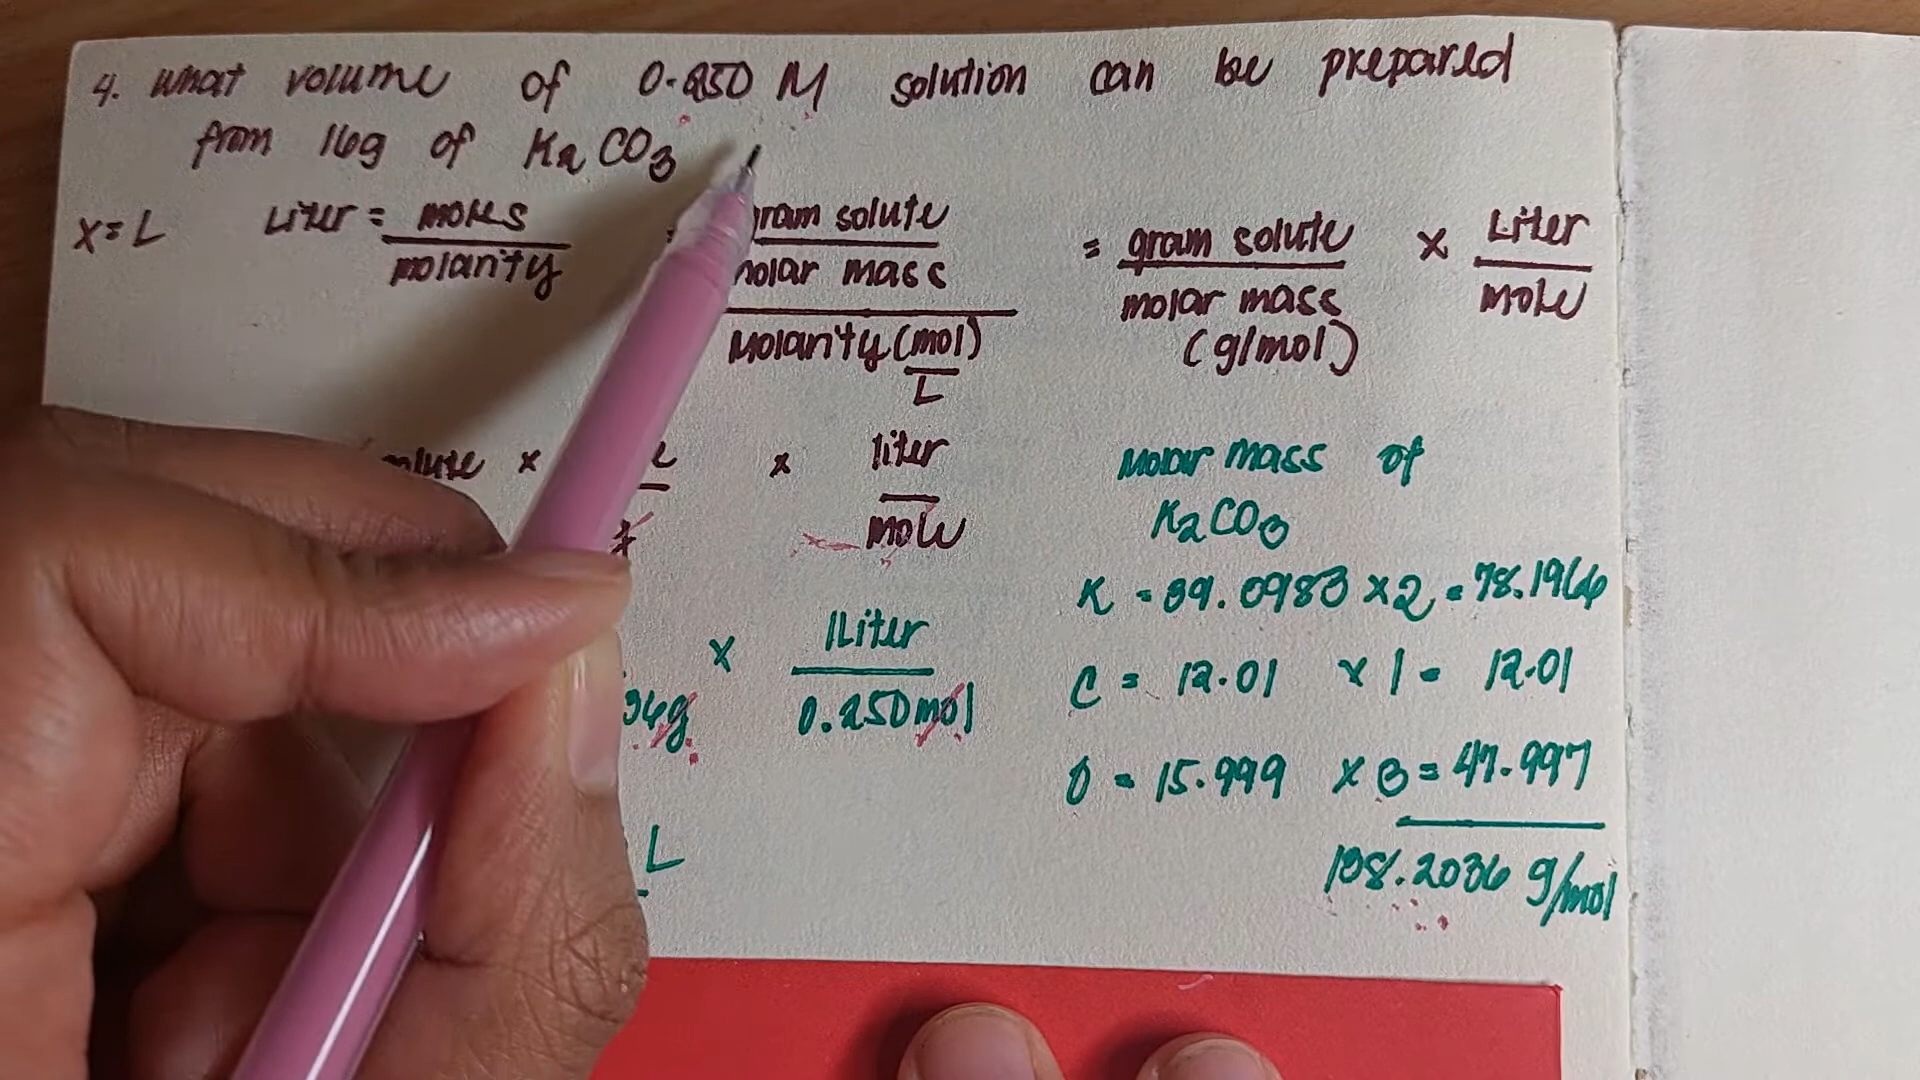 4. What volume of 0.250 M solution can be prepared
from 16g of K2CO3
x = L Liter = moles
molarity
= gram solute
molar mass
Molarity (mol)
L
= gram solute × Liter
molar mass mole
(g/mol)
× × liter
mole
Molar mass of
K2CO3
K = 39.0983 × 2 = 78.1966
C = 12.01 × 1 = 12.01
O = 15.999 × 3 = 47.997
138.2036 g/mol
× 1 Liter
36g 0.250 mol
L